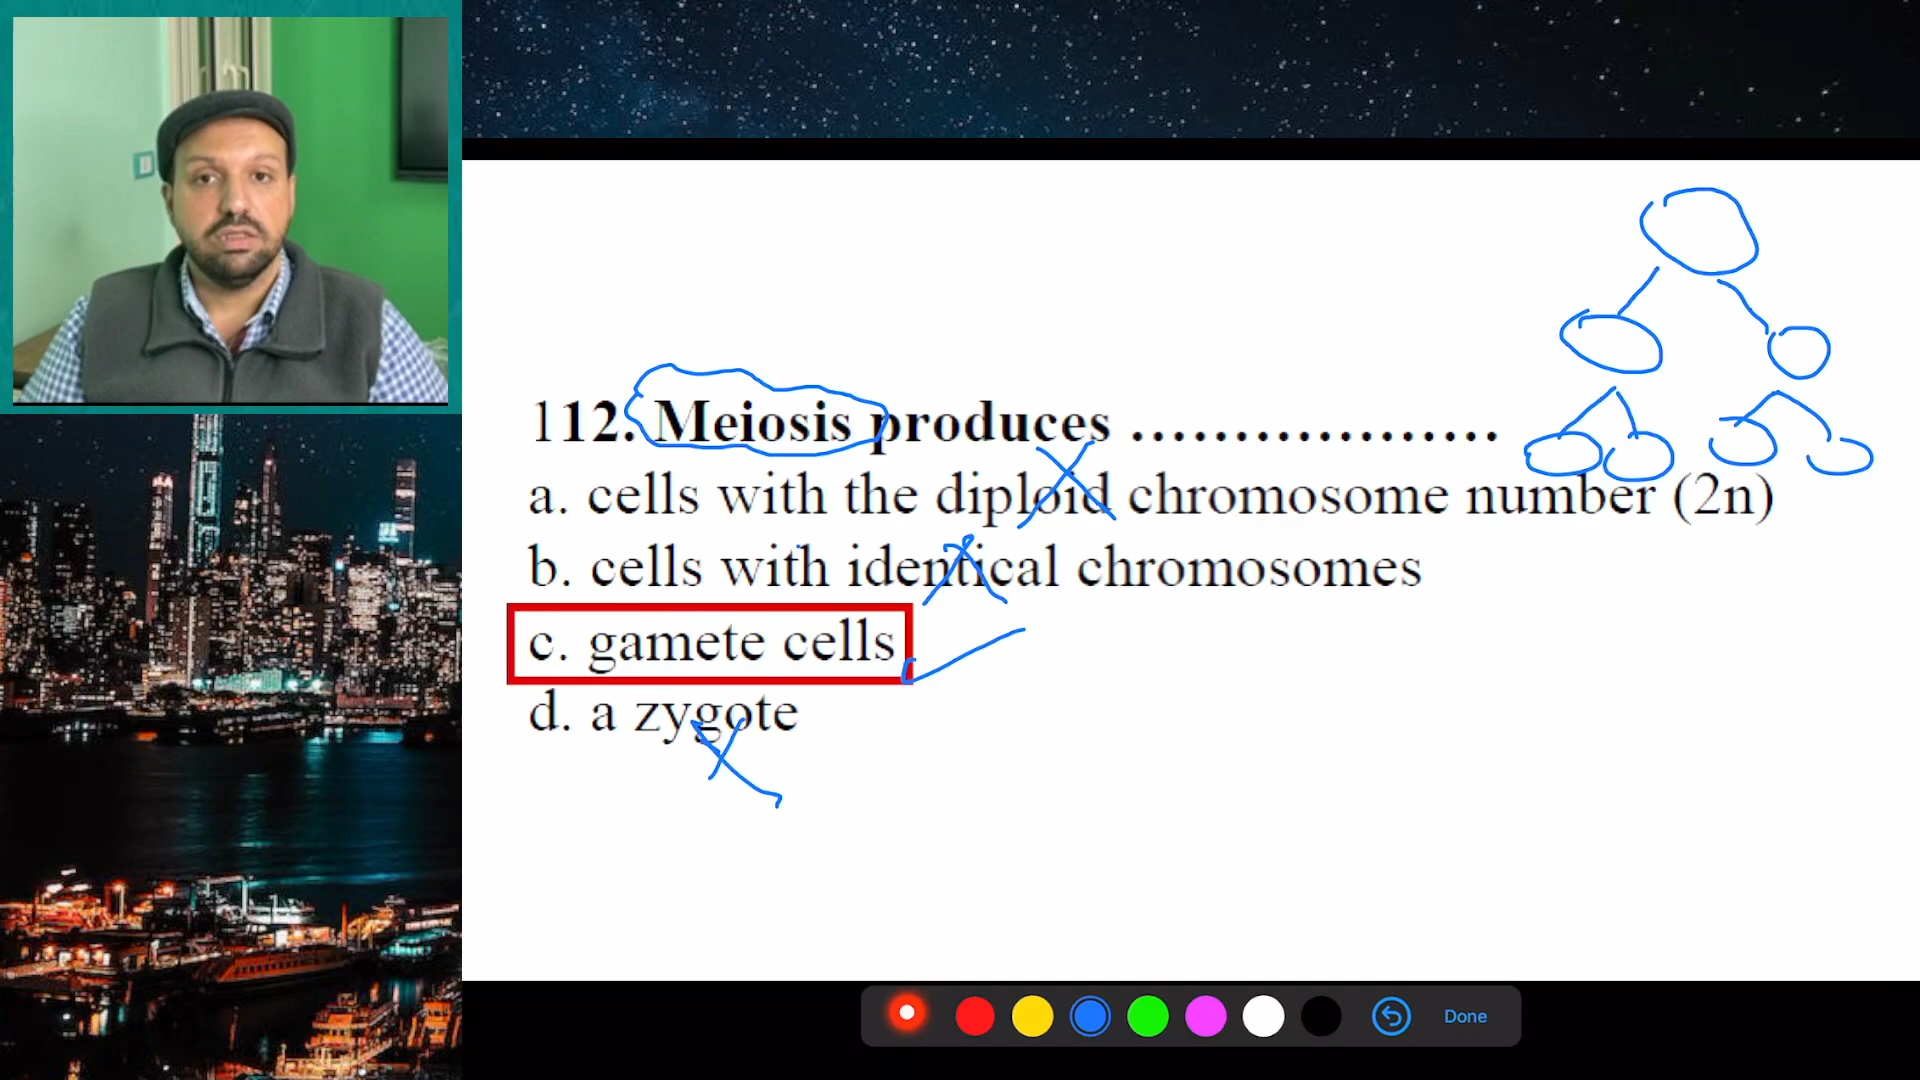 112. Meiosis produces ..................
a. cells with the diploid chromosome number (2n)
b. cells with identical chromosomes
c. gamete cells
d. a zygote
Done